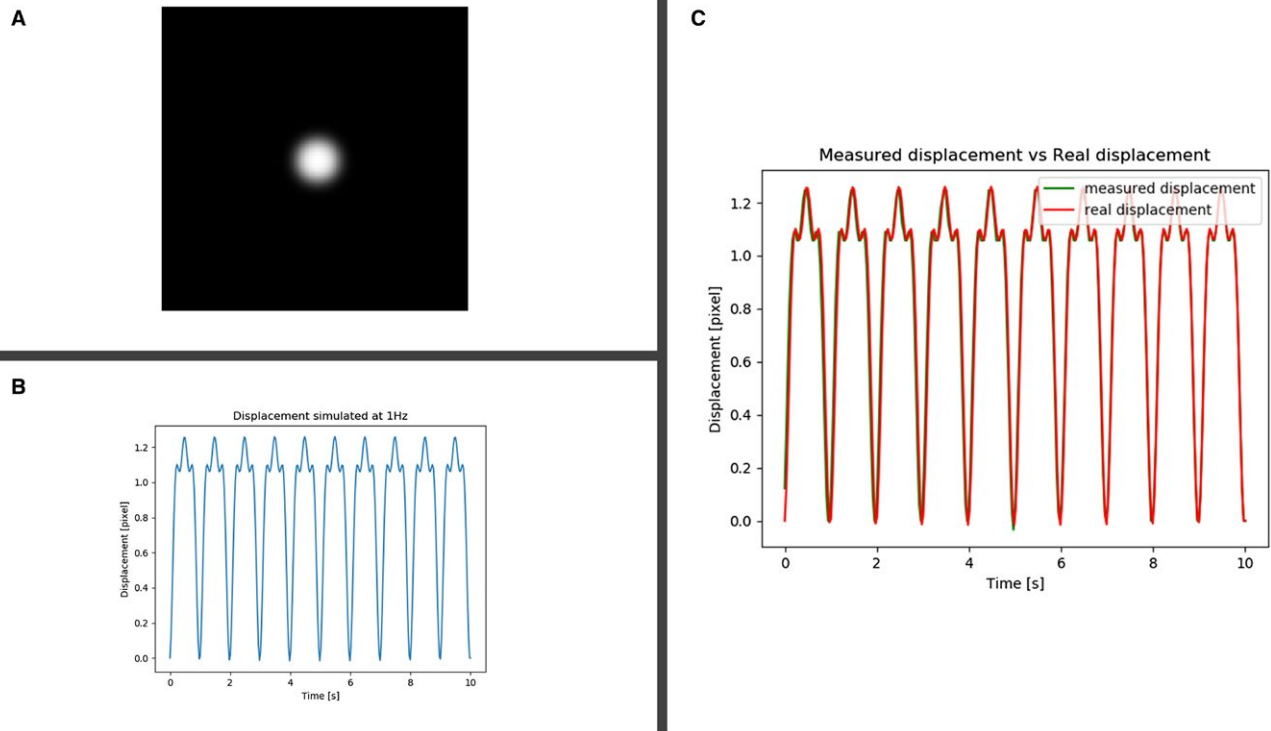 A
B
Displacement simulated at 1Hz
Displacement [pixel]
1.2
1.0
0.8
0.6
0.4
0.2
0.0
0 2 4 6 8 10
Time [s]
C
Measured displacement vs Real displacement
measured displacement
real displacement
Displacement [pixel]
1.2
1.0
0.8
0.6
0.4
0.2
0.0
0 2 4 6 8 10
Time [s]